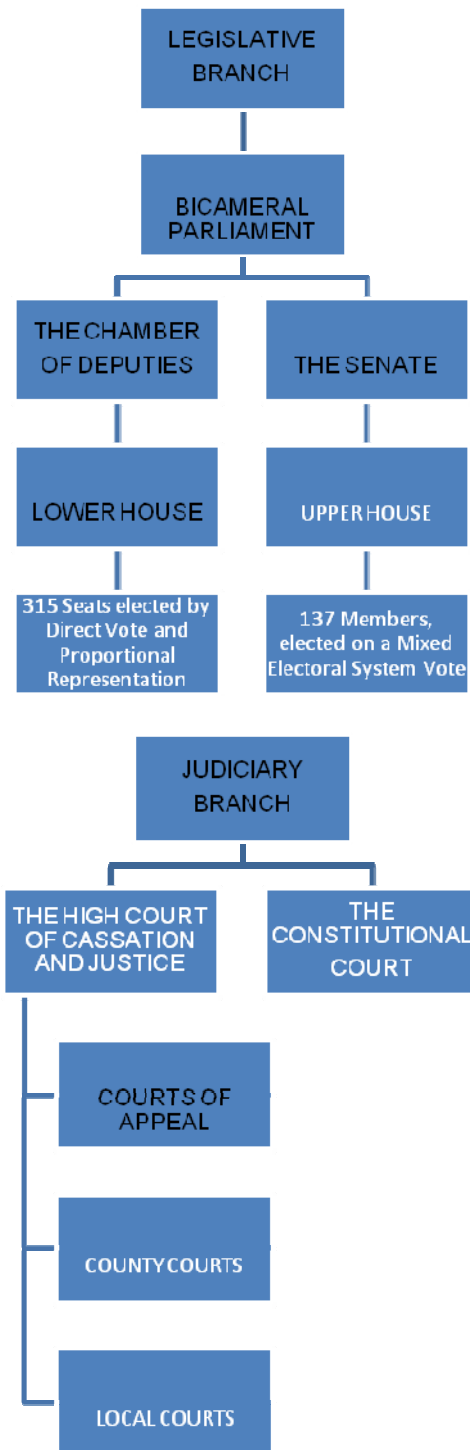 LEGISLATIVE
BRANCH
BICAMERAL
PARLIAMENT
THE CHAMBER
OF DEPUTIES
THE SENATE
LOWER HOUSE
UPPER HOUSE
315 Seats elected by
Direct Vote and
Proportional
Representation
137 Members,
elected on a Mixed
Electoral System Vote
JUDICIARY
BRANCH
THE HIGH COURT
OF CASSATION
AND JUSTICE
THE
CONSTITUTIONAL
COURT
COURTS OF
APPEAL
COUNTY COURTS
LOCAL COURTS